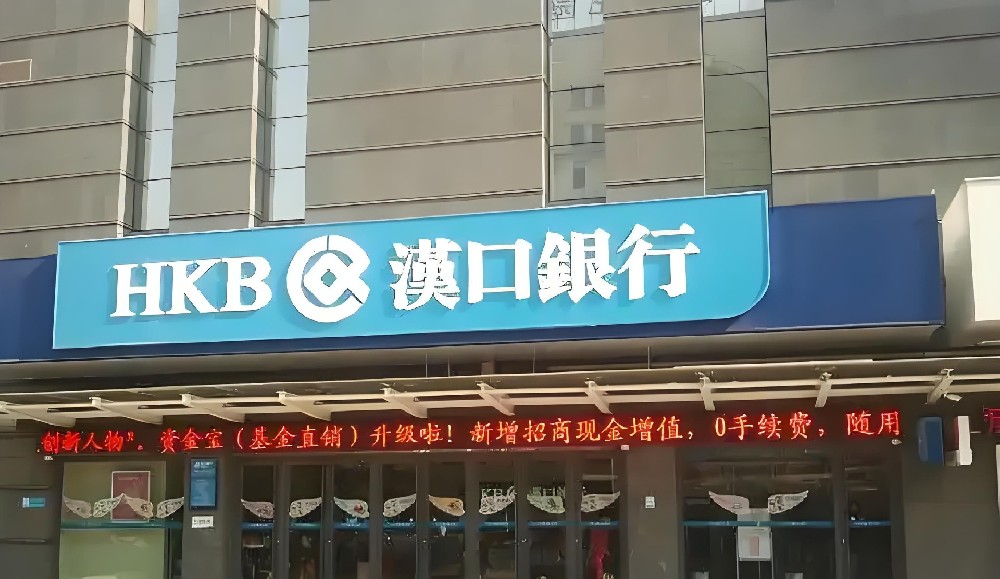 HKB 漢口銀行
创新人物"。资金宝（基金直销）升级啦！新增招商现金增值，0手续费，随用